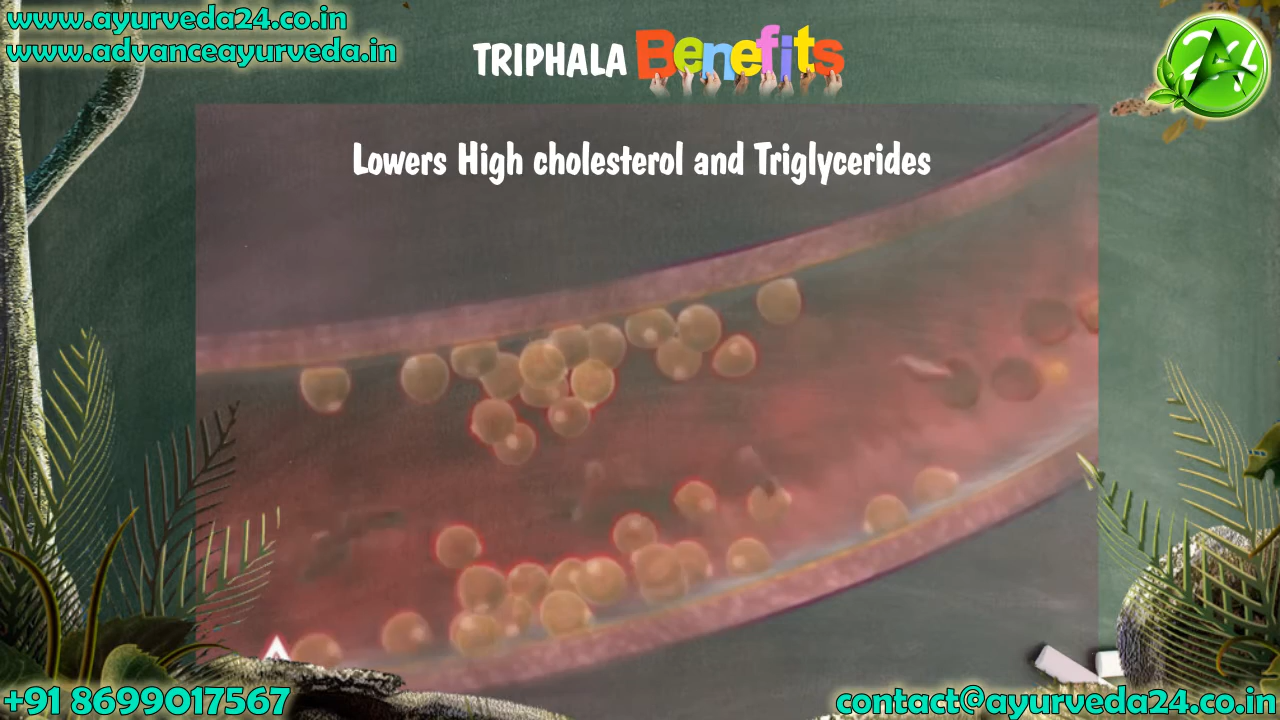 www.ayurveda24.co.in
www.advanceayurveda.in
TRIPHALA Benefits
24
Lowers High cholesterol and Triglycerides
+91 8699017567
contact@ayurveda24.co.in